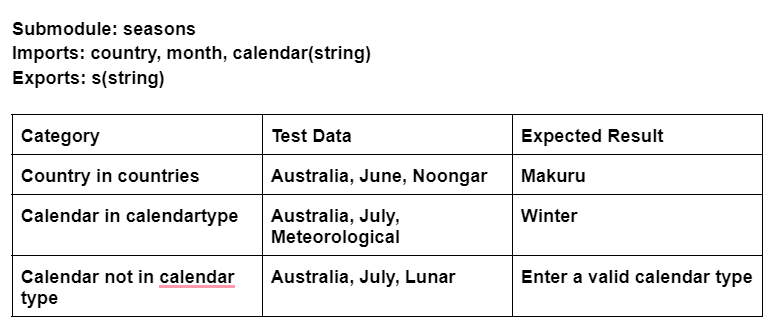 Submodule: seasons
Imports: country, month, calendar(string)
Exports: s(string)
Category Test Data Expected Result
Country in countries Australia, June, Noongar Makuru
Calendar in calendartype Australia, July, Winter
Meteorological
Calendar not in calendar Australia, July, Lunar Enter a valid calendar type
type